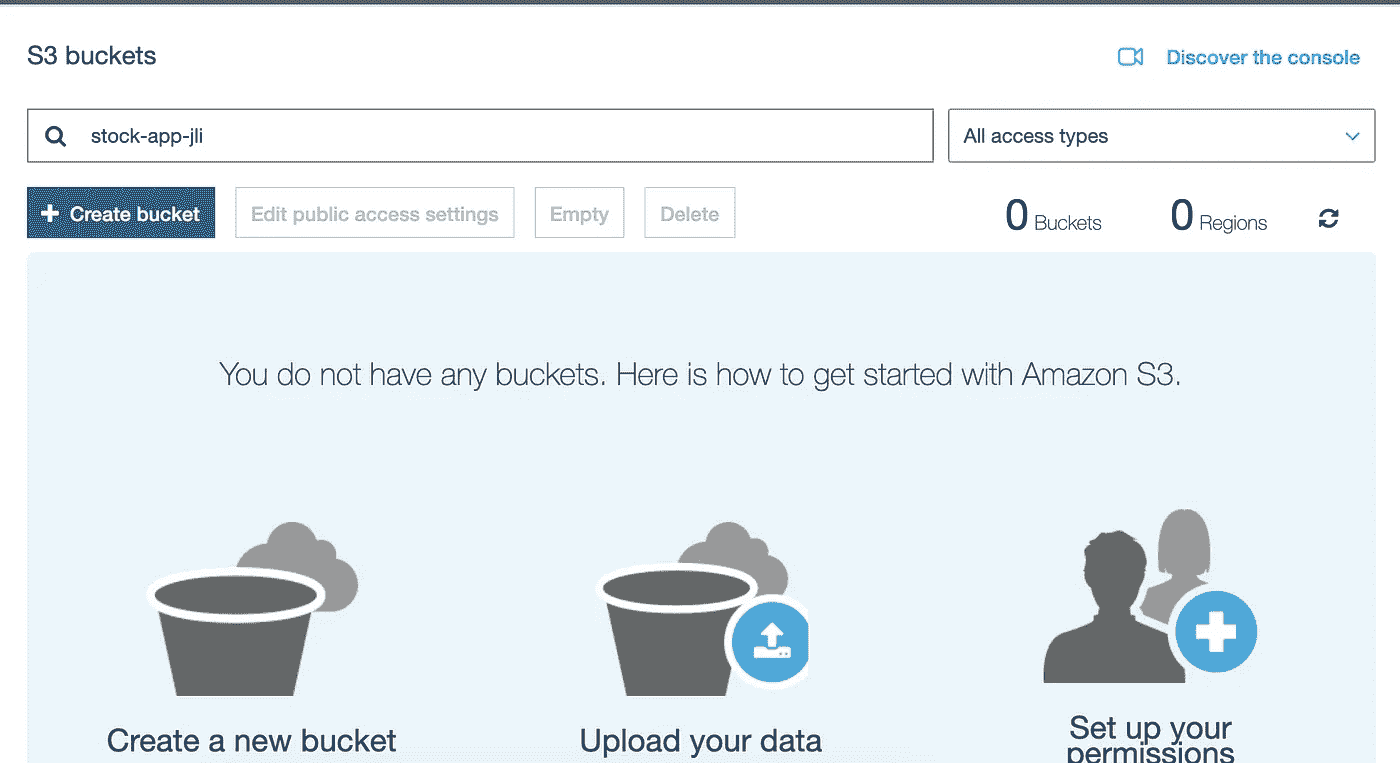 S3 buckets
Discover the console
stock-app-jli
All access types
Create bucket
Edit public access settings
Empty
Delete
0 Buckets
0 Regions
You do not have any buckets. Here is how to get started with Amazon S3.
Create a new bucket
Upload your data
Set up your
permissions